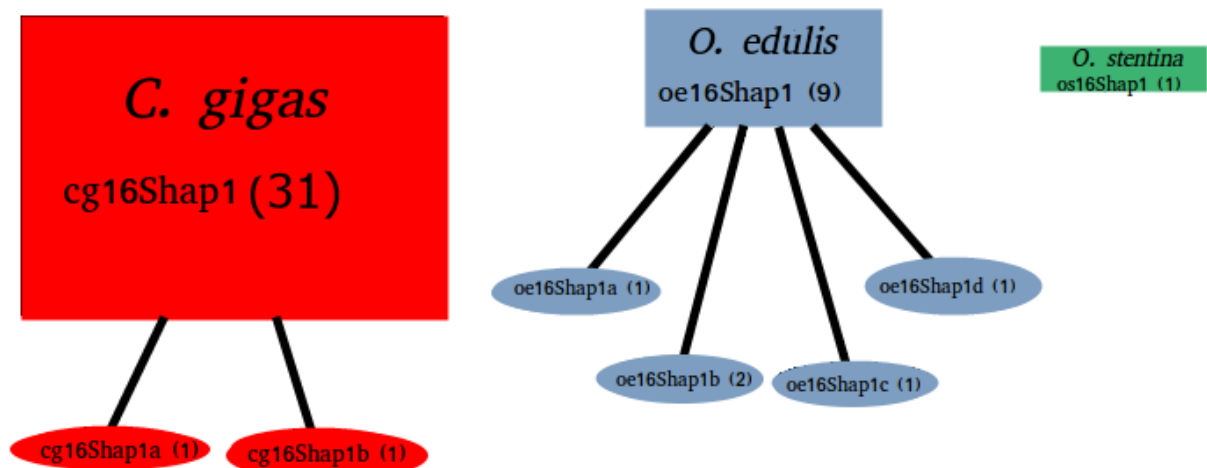 C. gigas
cg16Shap1 (31)
cg16Shap1a (1)
cg16Shap1b (1)
O. edulis
oe16Shap1 (9)
oe16Shap1a (1)
oe16Shap1d (1)
oe16Shap1b (2)
oe16Shap1c (1)
O. stentina
os16Shap1 (1)